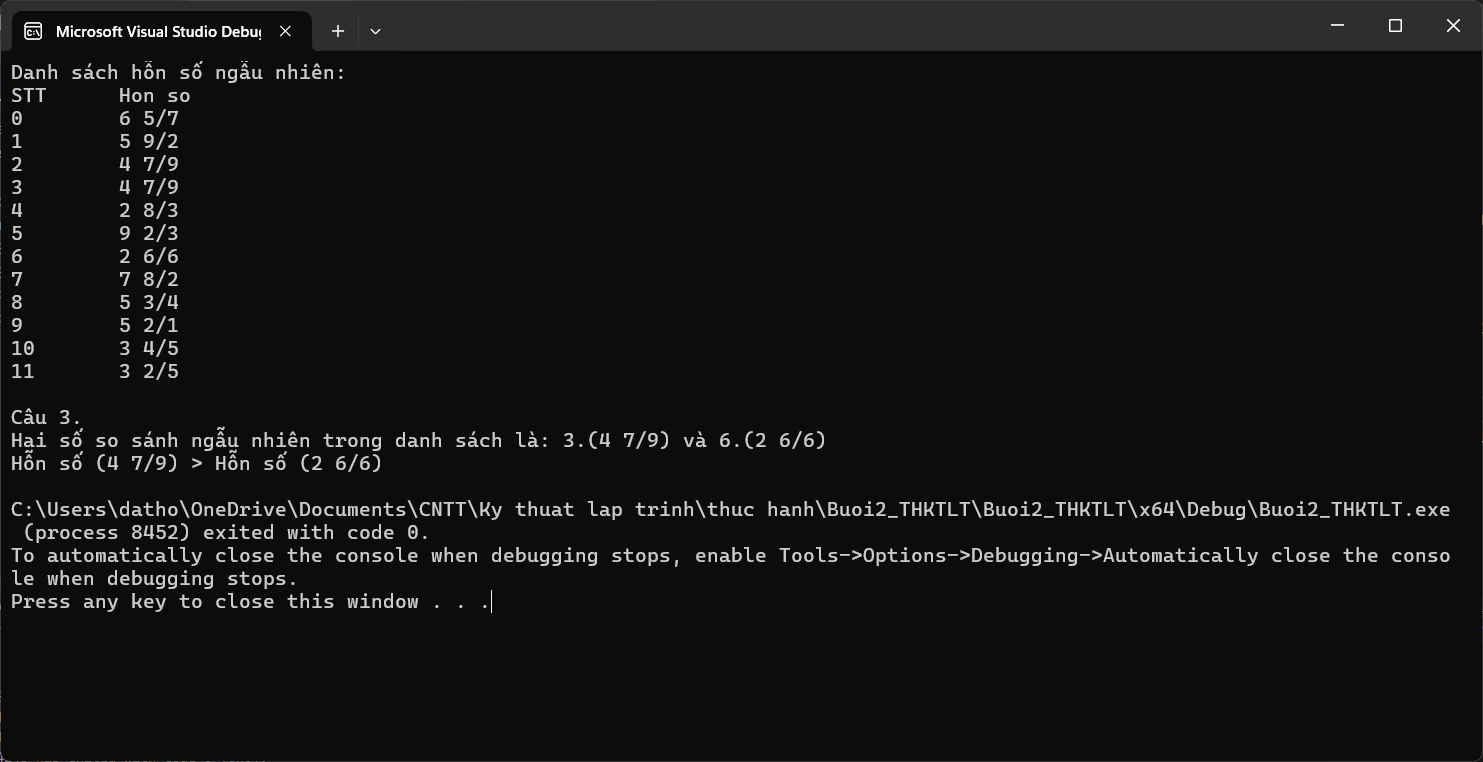 Microsoft Visual Studio Debug
Danh sách hỗn số ngẫu nhiên:
STT Hon so
0 6 5/7
1 5 9/2
2 4 7/9
3 4 7/9
4 2 8/3
5 9 2/3
6 2 6/6
7 7 8/2
8 5 3/4
9 5 2/1
10 3 4/5
11 3 2/5
Câu 3.
Hai số so sánh ngẫu nhiên trong danh sách là: 3.(4 7/9) và 6.(2 6/6)
Hỗn số (4 7/9) > Hỗn số (2 6/6)
C:\Users\datho\OneDrive\Documents\CNTT\Ky thuat lap trinh\thuc hanh\Buoi2_THKTLT\Buoi2_THKTLT\x64\Debug\Buoi2_THKTLT.exe
(process 8452) exited with code 0.
To automatically close the console when debugging stops, enable Tools->Options->Debugging->Automatically close the conso
le when debugging stops.
Press any key to close this window . . .